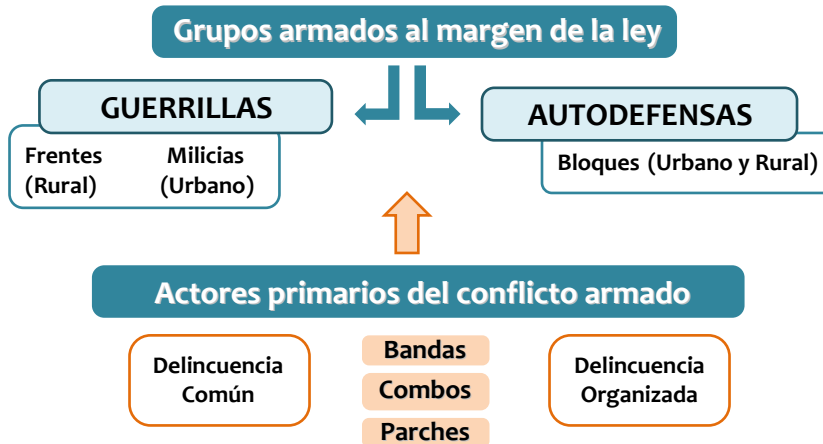 Grupos armados al margen de la ley
GUERRILLAS
Frentes
(Rural)
Milicias
(Urbano)
AUTODEFENSAS
Bloques (Urbano y Rural)
Actores primarios del conflicto armado
Delincuencia
Común
Bandas
Combos
Parches
Delincuencia
Organizada